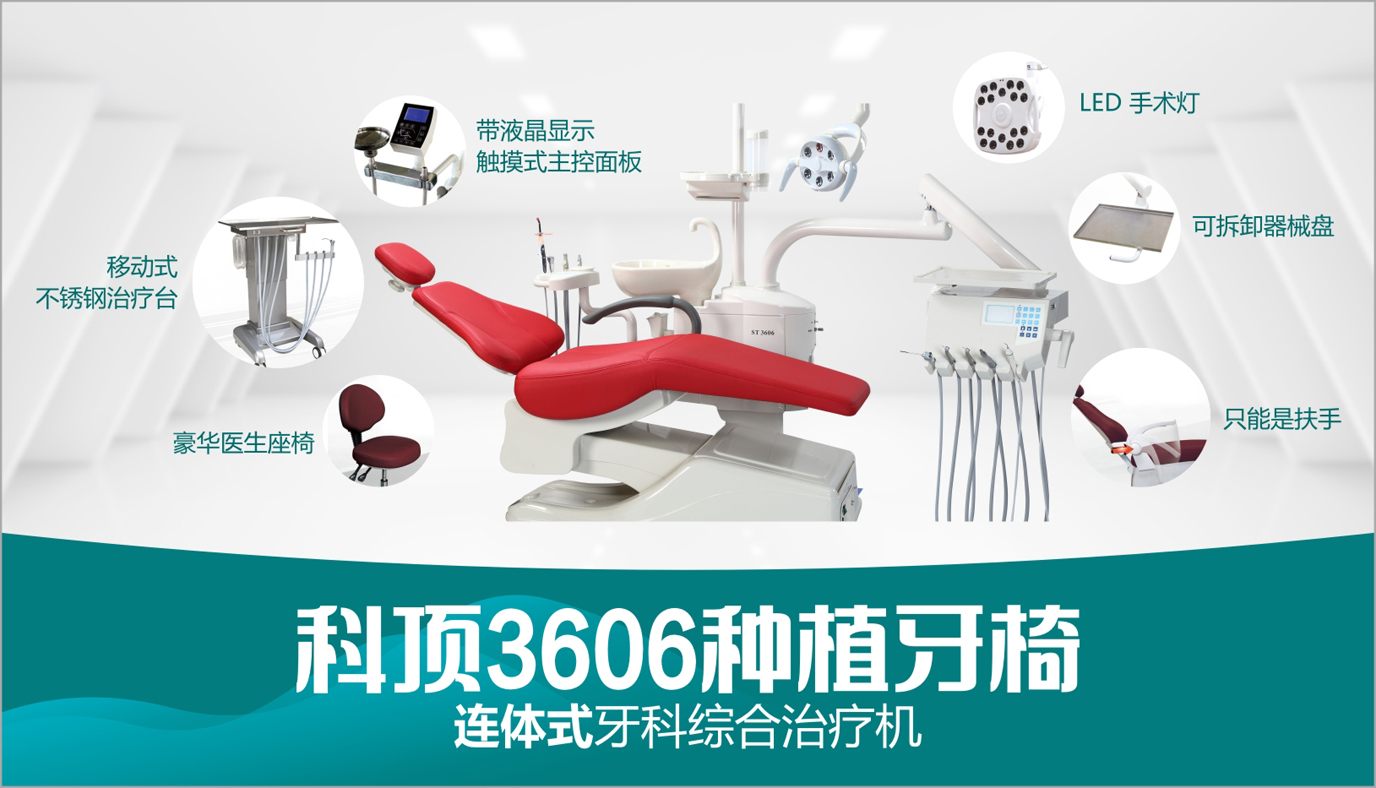 带液晶显示
触摸式主控面板
LED 手术灯
可拆卸器械盘
移动式
不锈钢治疗台
ST 3606
只能是扶手
豪华医生座椅
科顶3606种植牙椅
连体式牙科综合治疗机